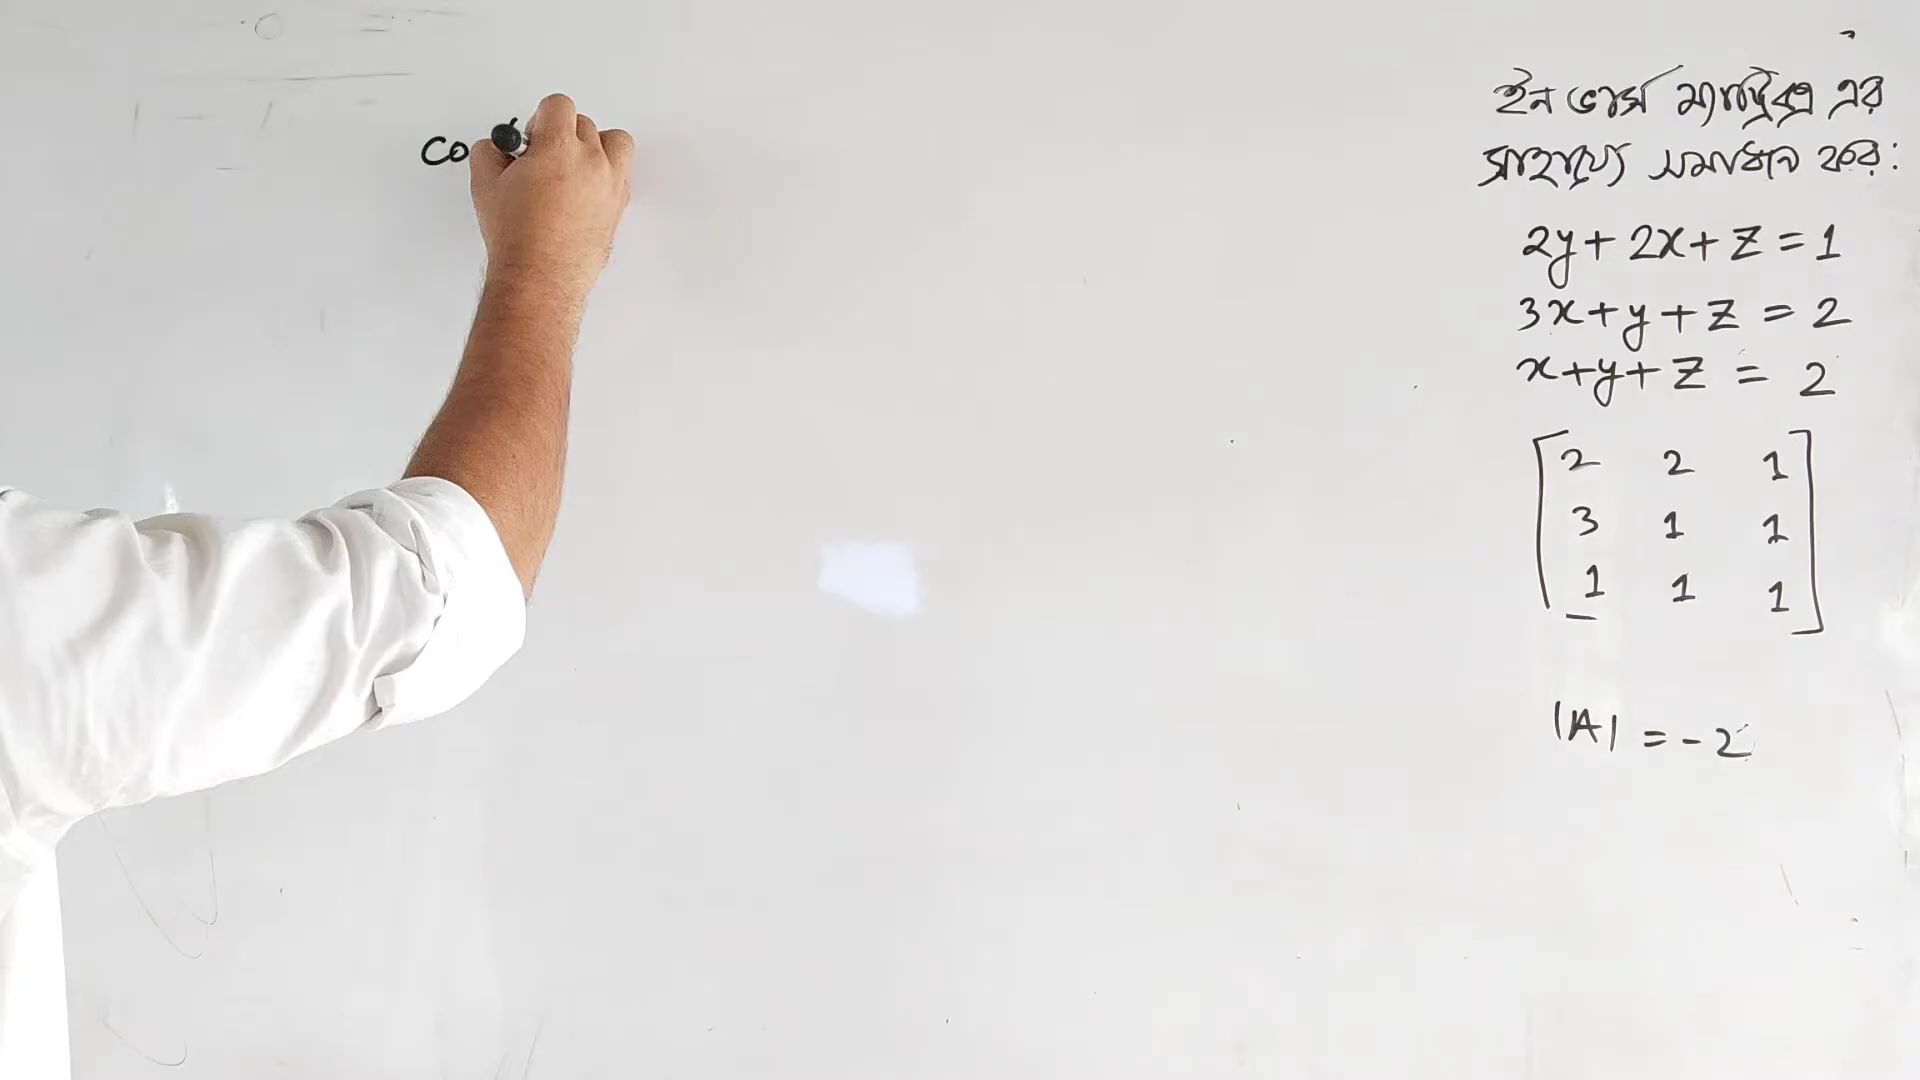 co
ইনভার্স ম্যাট্রিক্স এর
সাহায্যে সমাধান কর:
2y + 2x + z = 1
3x + y + z = 2
x + y + z = 2
2 2 1
3 1 1
1 1 1
|A| = -2